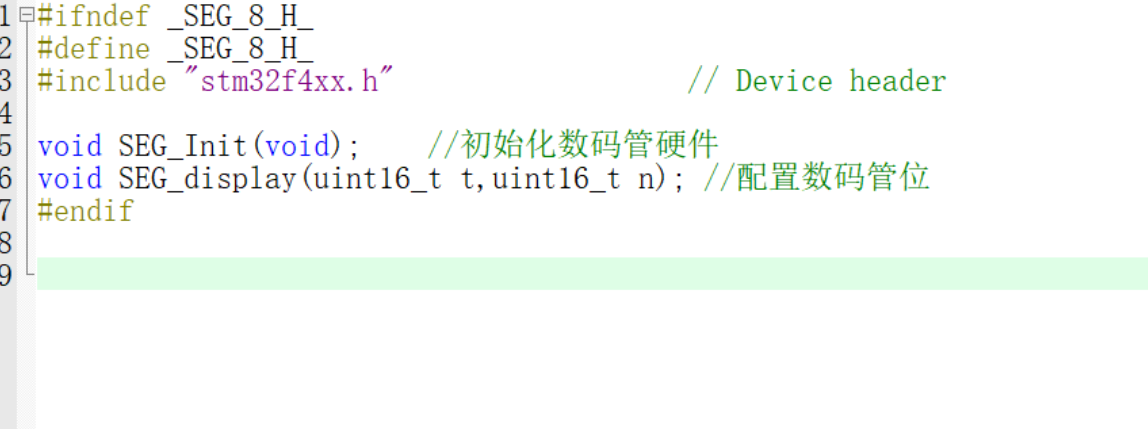 1 #ifndef _SEG_8_H_
2 #define _SEG_8_H_
3 #include "stm32f4xx.h" // Device header
4
5 void SEG_Init(void); //初始化数码管硬件
6 void SEG_display(uint16_t t,uint16_t n); //配置数码管位
7 #endif
8
9